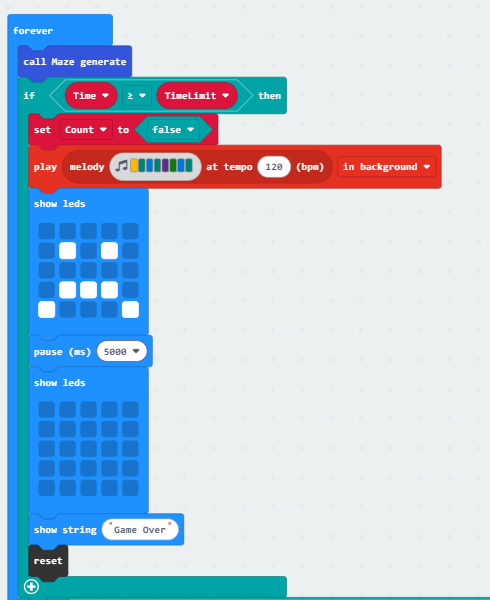 forever
call Maze generate
if Time ≥ TimeLimit then
set Count to false
play melody at tempo 120 (bpm) in background
show leds
pause (ms) 5000
show leds
show string "Game Over"
reset